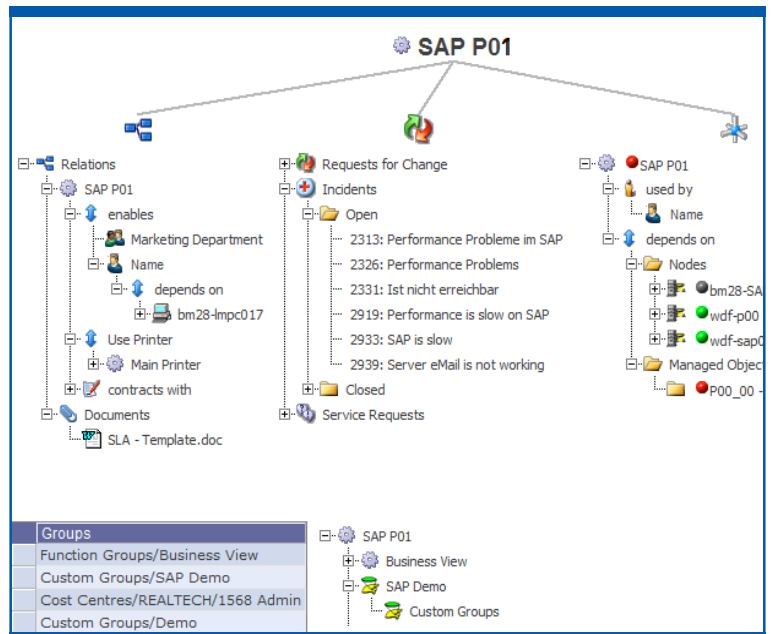 SAP P01
Relations
SAP P01
enables
Marketing Department
Name
depends on
bm28-lmpc017
Use Printer
Main Printer
contracts with
Documents
SLA - Template.doc
Requests for Change
Incidents
Open
2313: Performance Probleme im SAP
2326: Performance Problems
2331: Ist nicht erreichbar
2919: Performance is slow on SAP
2933: SAP is slow
2939: Server eMail is not working
Closed
Service Requests
SAP P01
used by
Name
depends on
Nodes
bm28-SA
wdf-p00
wdf-sap0
Managed Object
P00_00 -
Groups
Function Groups/Business View
Custom Groups/SAP Demo
Cost Centres/REALTECH/1568 Admin
Custom Groups/Demo
SAP P01
Business View
SAP Demo
Custom Groups